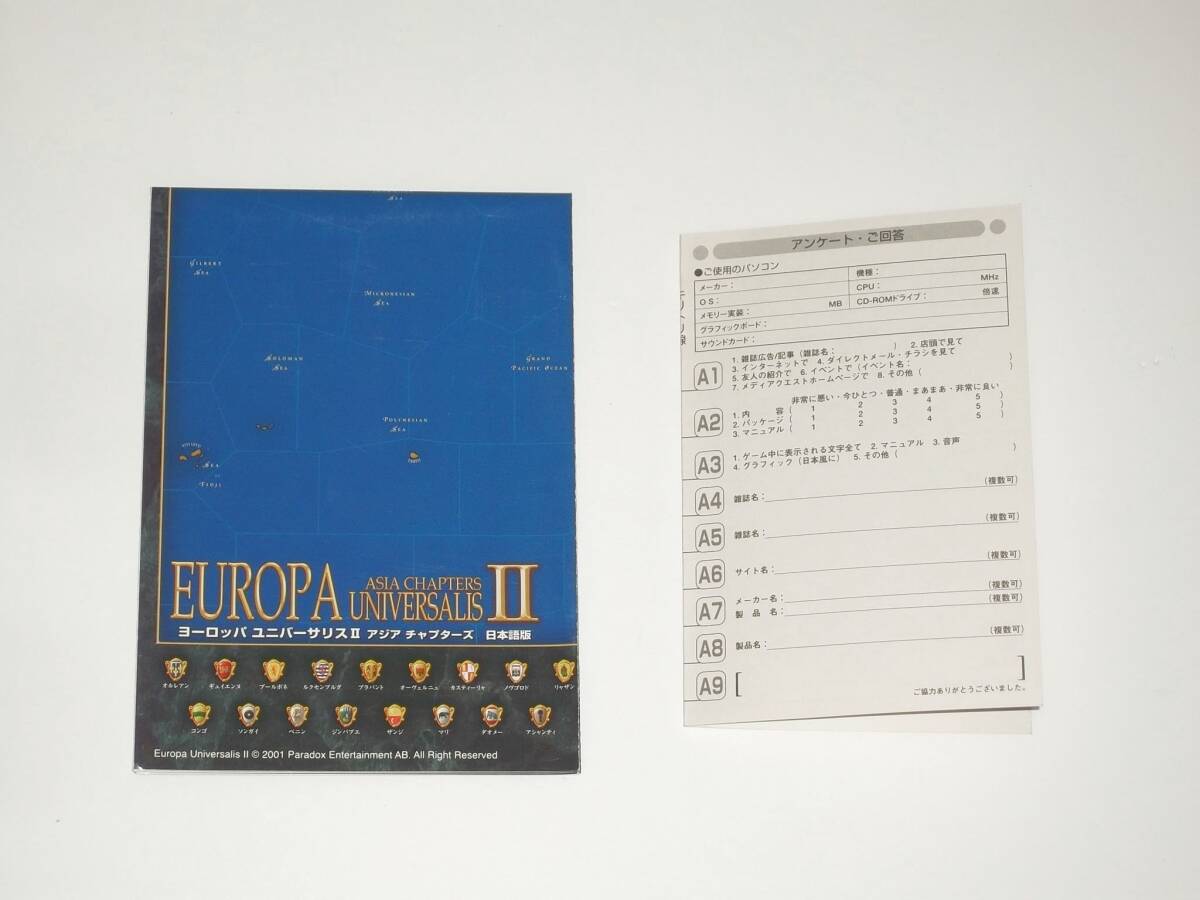 SEA
GILBERT
SEA
MICRONESIAN
SEA
SOLOMAN
SEA
GRAND
PACIFIC OCEAN
POLYNESIAN
SEA
SEA
FIDJI
EUROPA
ASIA CHAPTERS
UNIVERSALIS
II
ヨーロッパ ユニバーサリスII アジア チャプターズ 日本語版
オルレアン ギュイエンヌ ブールボネ ルクセンブルグ ブラバント オーヴェルニュ カスティーリャ ノヴゴロド リャザン
コンゴ ソンガイ ベニン ジンバブエ ザンジ マリ ダオメー アシャンティ
Europa Universalis II © 2001 Paradox Entertainment AB. All Right Reserved
アンケート・ご回答
●ご使用のパソコン
メーカー： 機種：
OS： CPU： MHz
メモリー実装： MB CD-ROMドライブ： 倍速
グラフィックボード：
サウンドカード：
A1
1. 雑誌広告/記事（雑誌名： ） 2. 店頭で見て
3. インターネットで 4. ダイレクトメール・チラシを見て
5. 友人の紹介で 6. イベントで（イベント名： ）
7. メディアクエストホームページで 8. その他（ ）
A2
非常に悪い・今ひとつ・普通・まあまあ・非常に良い
1. 内 容（ 1 2 3 4 5 ）
2. パッケージ（ 1 2 3 4 5 ）
3. マニュアル（ 1 2 3 4 5 ）
A3
1. ゲーム中に表示される文字全て 2. マニュアル 3. 音声
4. グラフィック（日本風に） 5. その他（ ）
A4 雑誌名： （複数可）
A5 雑誌名： （複数可）
A6 サイト名： （複数可）
A7 メーカー名： （複数可）
製 品 名： （複数可）
A8 製品名： （複数可）
A9 [ ]
ご協力ありがとうございました。